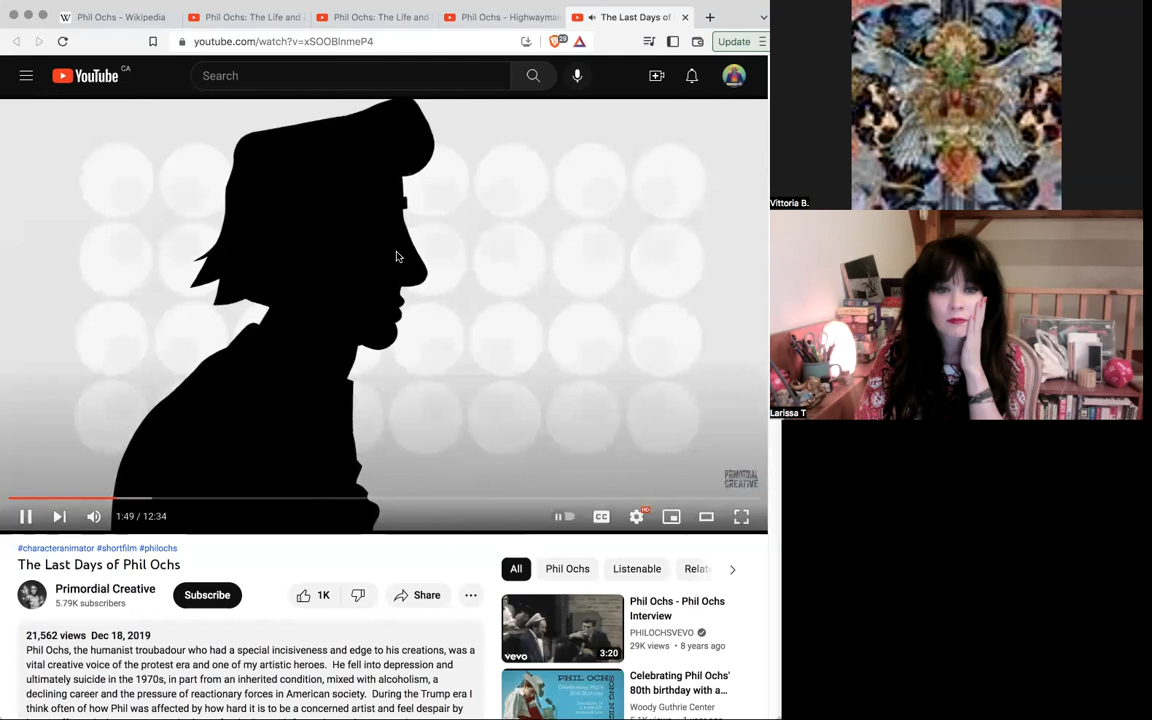 Phil Ochs - Wikipedia
Phil Ochs: The Life and
Phil Ochs: The Life and
Phil Ochs - Highwayman
The Last Days of
youtube.com/watch?v=xSOOBlnmeP4
29
Update
YouTube CA
Search
Vittoria B.
Larissa T
PRIMORDIAL
CREATIVE
1:49 / 12:34
CC
HD
#characteranimator #shortfilm #philochs
The Last Days of Phil Ochs
Primordial Creative
5.79K subscribers
Subscribe
1K
Share
21,562 views Dec 18, 2019
Phil Ochs, the humanist troubadour who had a special incisiveness and edge to his creations, was a
vital creative voice of the protest era and one of my artistic heroes. He fell into depression and
ultimately suicide in the 1970s, in part from an inherited condition, mixed with alcoholism, a
declining career and the pressure of reactionary forces in American society. During the Trump era I
think often of how Phil was affected by how hard it is to be a concerned artist and feel despair by
All
Phil Ochs
Listenable
Relat
vevo
3:20
Phil Ochs - Phil Ochs
Interview
PHILOCHSVEVO
29K views • 8 years ago
PHIL OCHS
Celebrating Phil Ochs'
80th birthday with a...
Woody Guthrie Center